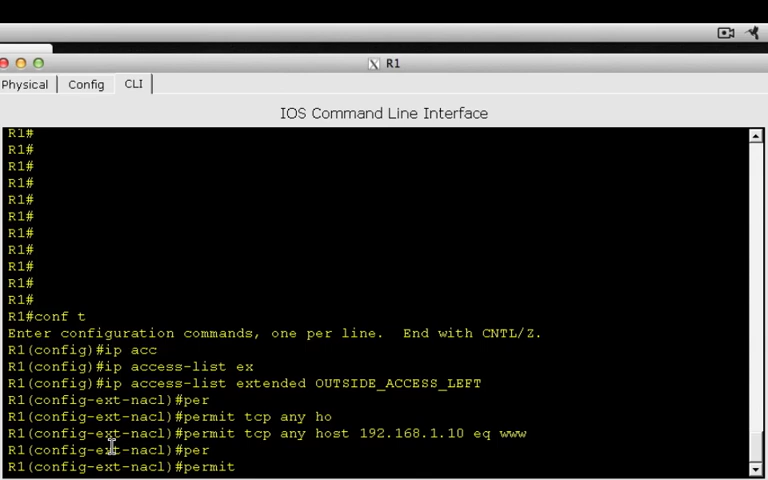 R1
Physical Config CLI
IOS Command Line Interface
R1#
R1#
R1#
R1#
R1#
R1#
R1#
R1#
R1#
R1#
R1#
R1#conf t
Enter configuration commands, one per line. End with CNTL/Z.
R1(config)#ip acc
R1(config)#ip access-list ex
R1(config)#ip access-list extended OUTSIDE_ACCESS_LEFT
R1(config-ext-nacl)#per
R1(config-ext-nacl)#permit tcp any ho
R1(config-ext-nacl)#permit tcp any host 192.168.1.10 eq www
R1(config-ext-nacl)#per
R1(config-ext-nacl)#permit